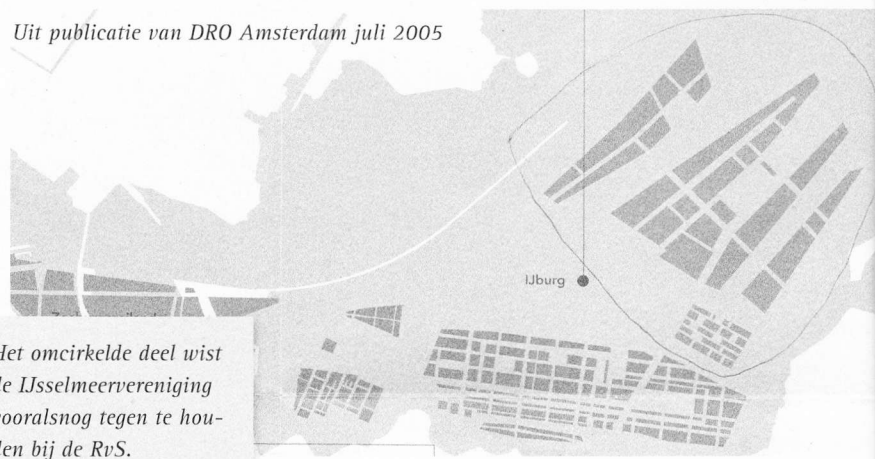 Uit publicatie van DRO Amsterdam juli 2005
IJburg
Het omcirkelde deel wist
de IJsselmeervereniging
vooralsnog tegen te hou-
den bij de RvS.